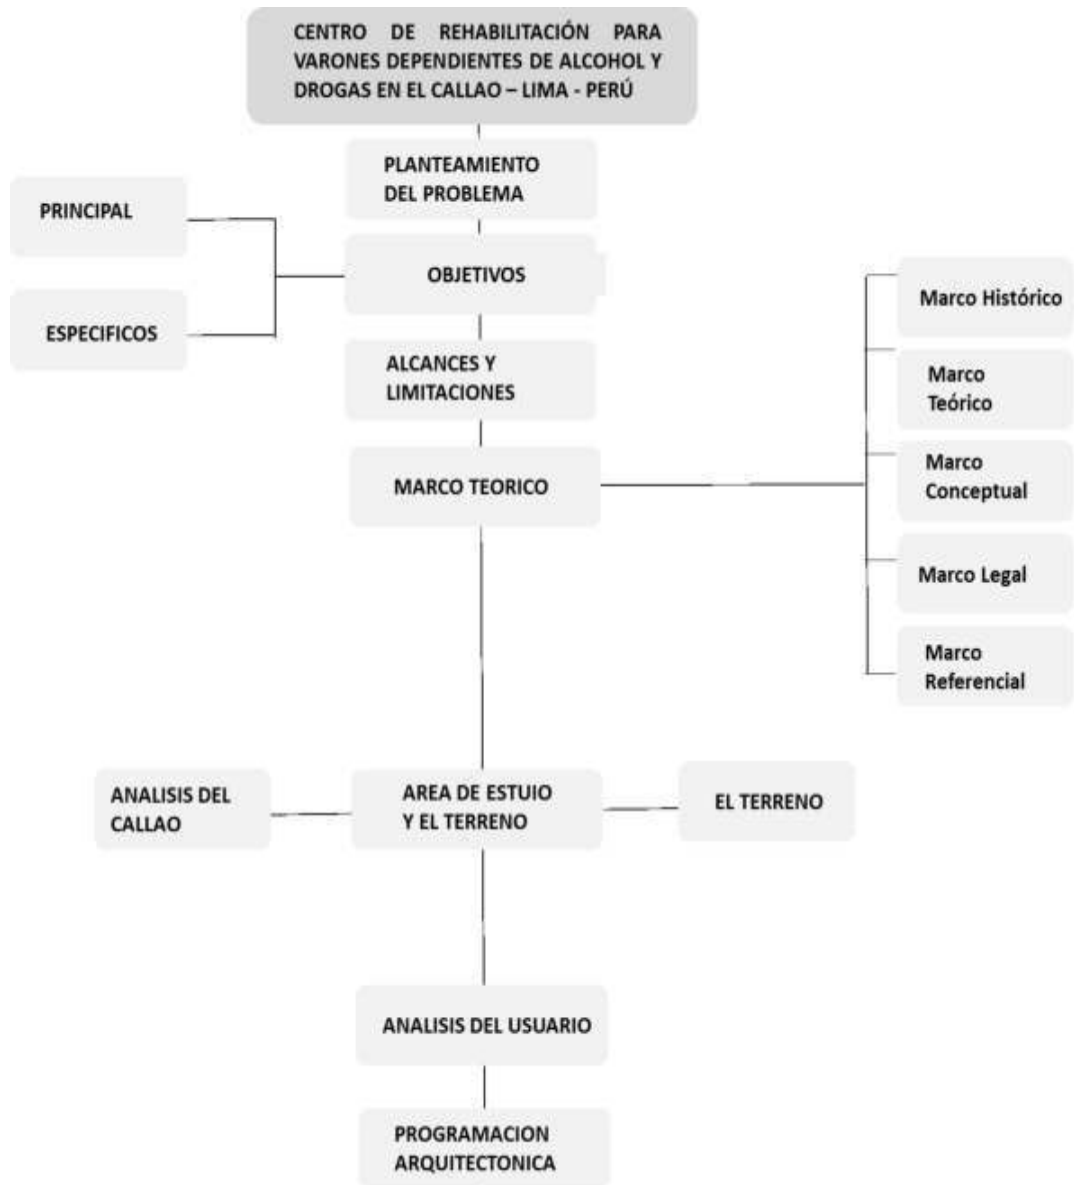 CENTRO DE REHABILITACIÓN PARA
VARONES DEPENDIENTES DE ALCOHOL Y
DROGAS EN EL CALLAO – LIMA - PERÚ
PLANTEAMIENTO
DEL PROBLEMA
PRINCIPAL
OBJETIVOS
ESPECIFICOS
ALCANCES Y
LIMITACIONES
MARCO TEORICO
Marco Histórico
Marco
Teórico
Marco
Conceptual
Marco Legal
Marco
Referencial
ANALISIS DEL
CALLAO
AREA DE ESTUIO
Y EL TERRENO
EL TERRENO
ANALISIS DEL USUARIO
PROGRAMACION
ARQUITECTONICA